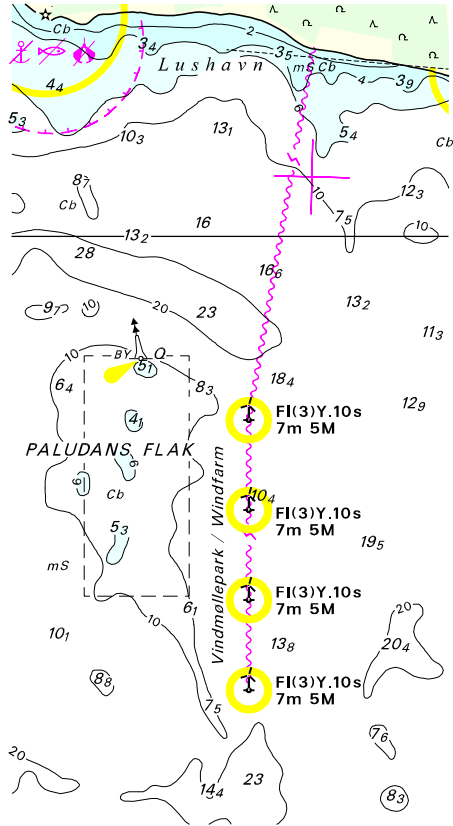 Cb
2
3₄
3₅
mS Cb
Lushavn
4₄
4
3₉
6
5₃
10₃
13₁
5₄
Cb
8₇
10
12₃
Cb
16
7₅
13₂
10
28
16₆
9₇
10
20
23
13₂
11₃
10
BY Q
5₁
18₄
6₄
8₃
12₉
4₁
Fl(3)Y.10s
7m 5M
PALUDANS FLAK
6
6
Cb
10₄
Fl(3)Y.10s
7m 5M
5₃
19₅
Vindmøllepark / Windfarm
mS
Fl(3)Y.10s
7m 5M
10
6₁
20
10₁
13₈
20₄
8₈
Fl(3)Y.10s
7m 5M
7₅
7₆
20
14₄
23
8₃